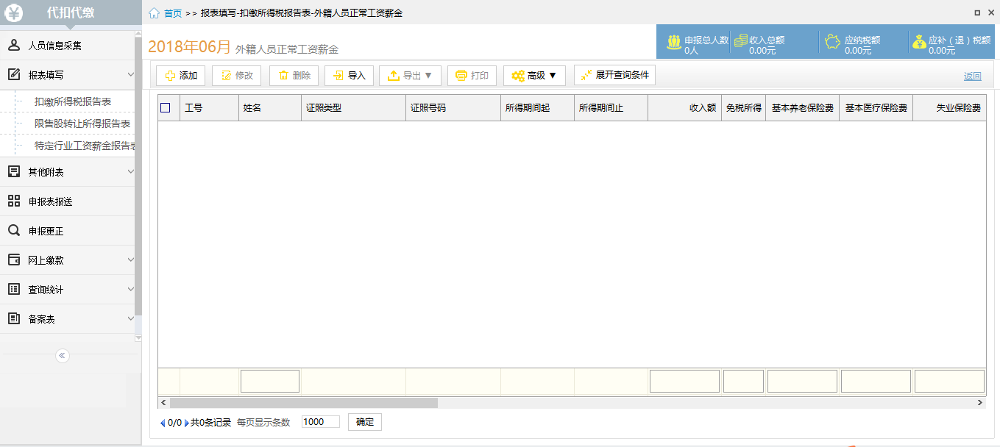 代扣代缴
首页 >> 报表填写-扣缴所得税报告表-外籍人员正常工资薪金
人员信息采集
报表填写
扣缴所得税报告表
限售股转让所得报告表
特定行业工资薪金报告表
其他附表
申报表报送
申报更正
网上缴款
查询统计
备案表
2018年06月 外籍人员正常工资薪金
申报总人数 收入总额 应纳税额 应补（退）税额
0人 0.00元 0.00元 0.00元
添加 修改 删除 导入 导出▼ 打印 高级▼ 展开查询条件 返回
工号 姓名 证照类型 证照号码 所得期间起 所得期间止 收入额 免税所得 基本养老保险费 基本医疗保险费 失业保险费
0/0 共0条记录 每页显示条数 1000 确定